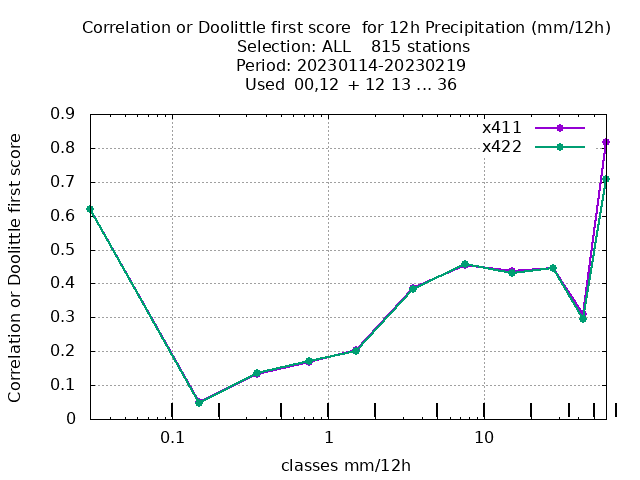 Correlation or Doolittle first score  for 12h Precipitation (mm/12h)
Selection: ALL    815 stations
Period: 20230114-20230219
Used  00,12  + 12 13 ... 36
x411
x422
0.9
0.8
0.7
0.6
0.5
0.4
0.3
0.2
0.1
0
Correlation or Doolittle first score
0.1
1
10
classes mm/12h